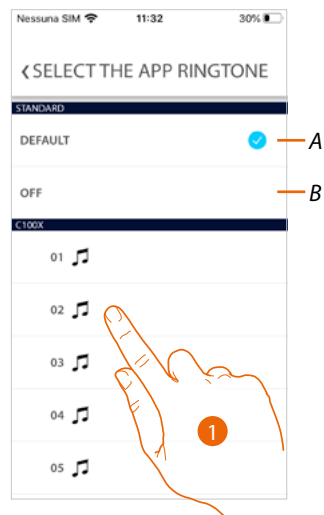 Nessuna SIM 11:32 30%
SELECT THE APP RINGTONE
STANDARD
DEFAULT A
OFF B
C100X
01
02
03
04
05
1